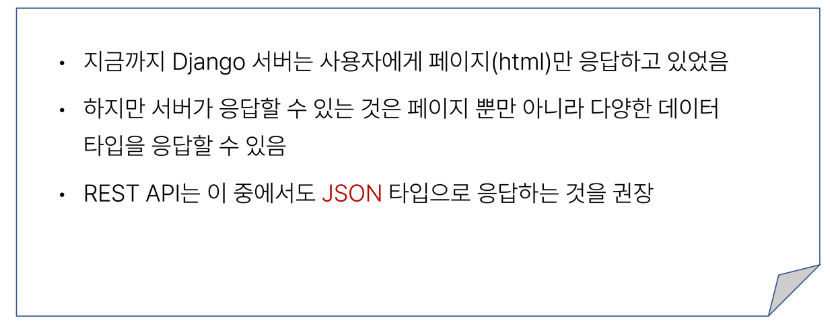 • 지금까지 Django 서버는 사용자에게 페이지(html)만 응답하고 있었음
• 하지만 서버가 응답할 수 있는 것은 페이지 뿐만 아니라 다양한 데이터
타입을 응답할 수 있음
• REST API는 이 중에서도 JSON 타입으로 응답하는 것을 권장